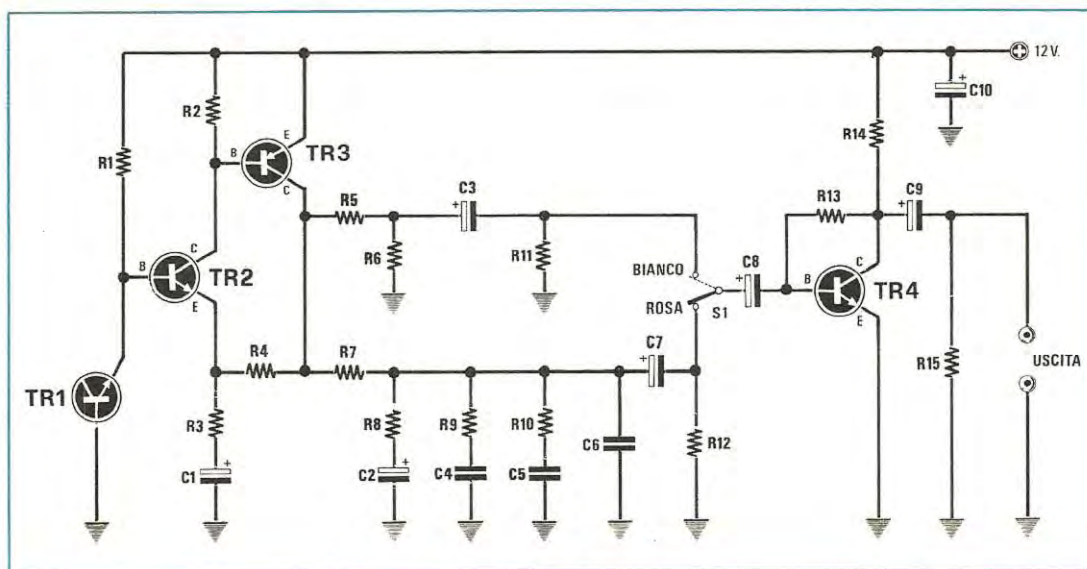 12 V.
C10
R2
E
B
TR3
C
R1
R14
R5
C3
R13
C9
R6
R11
C
B
TR2
E
BIANCO
ROSA
S1
C8
C
B
TR4
E
R4
R7
C7
R15
USCITA
TR1
R3
R8
R9
R10
C6
R12
C1
C2
C4
C5